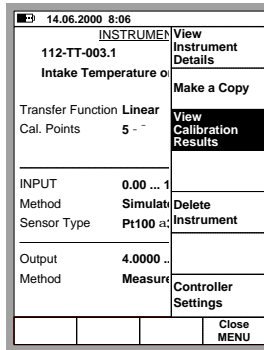 14.06.2000 8:06
INSTRUMEN
112-TT-003.1
Intake Temperature o
Transfer Function Linear
Cal. Points 5
INPUT 0.00 ... 1
Method Simulat
Sensor Type Pt100
Output 4.0000 ..
Method Measure
View
Instrument
Details
Make a Copy
View
Calibration
Results
Delete
Instrument
Controller
Settings
Close
MENU